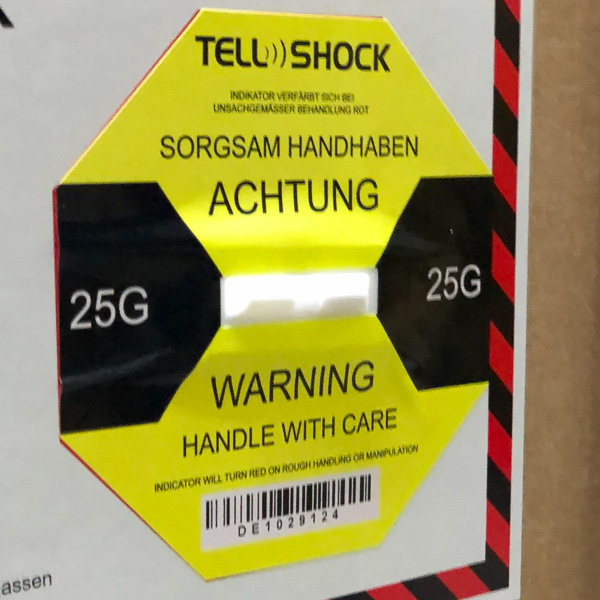 TELL SHOCK
INDIKATOR VERFÄRBT SICH BEI
UNSACHGEMÄSSER BEHANDLUNG ROT
SORGSAM HANDHABEN
ACHTUNG
25G
25G
WARNING
HANDLE WITH CARE
INDICATOR WILL TURN RED ON ROUGH HANDLING OR MANIPULATION
DE1029124
assen